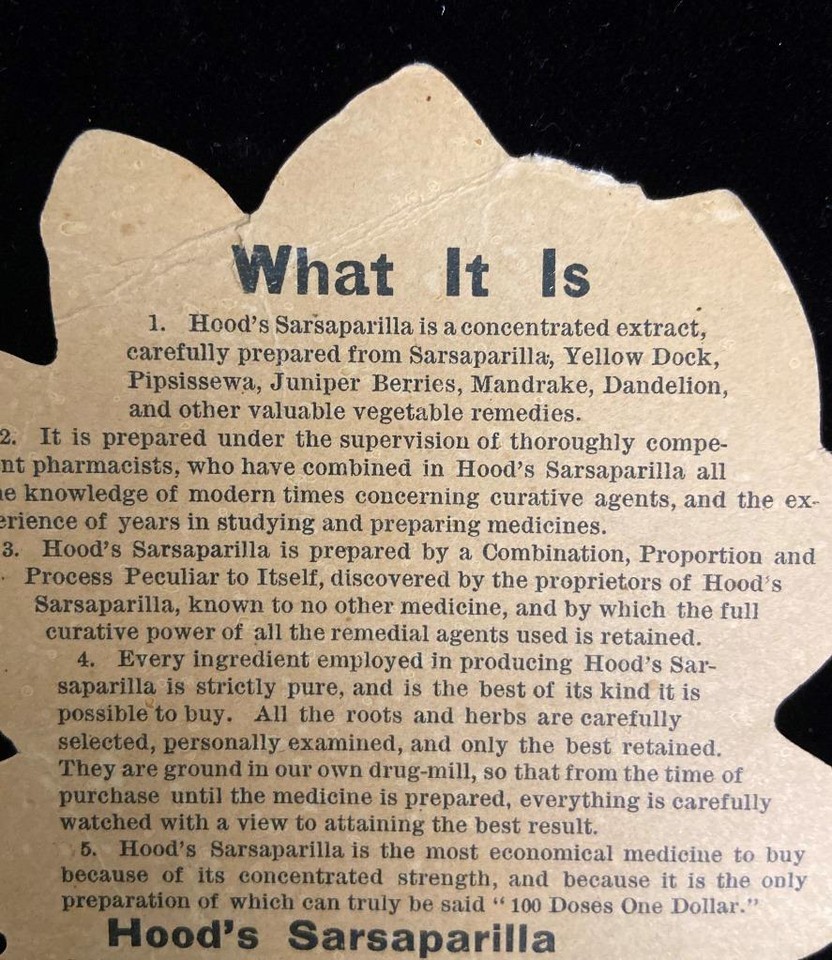 What It Is
1. Hood's Sarsaparilla is a concentrated extract,
carefully prepared from Sarsaparilla, Yellow Dock,
Pipsissewa, Juniper Berries, Mandrake, Dandelion,
and other valuable vegetable remedies.
2. It is prepared under the supervision of thoroughly compe-
nt pharmacists, who have combined in Hood's Sarsaparilla all
e knowledge of modern times concerning curative agents, and the ex-
erience of years in studying and preparing medicines.
3. Hood's Sarsaparilla is prepared by a Combination, Proportion and
Process Peculiar to Itself, discovered by the proprietors of Hood's
Sarsaparilla, known to no other medicine, and by which the full
curative power of all the remedial agents used is retained.
4. Every ingredient employed in producing Hood's Sar-
saparilla is strictly pure, and is the best of its kind it is
possible to buy. All the roots and herbs are carefully
selected, personally examined, and only the best retained.
They are ground in our own drug-mill, so that from the time of
purchase until the medicine is prepared, everything is carefully
watched with a view to attaining the best result.
5. Hood's Sarsaparilla is the most economical medicine to buy
because of its concentrated strength, and because it is the only
preparation of which can truly be said "100 Doses One Dollar."
Hood's Sarsaparilla